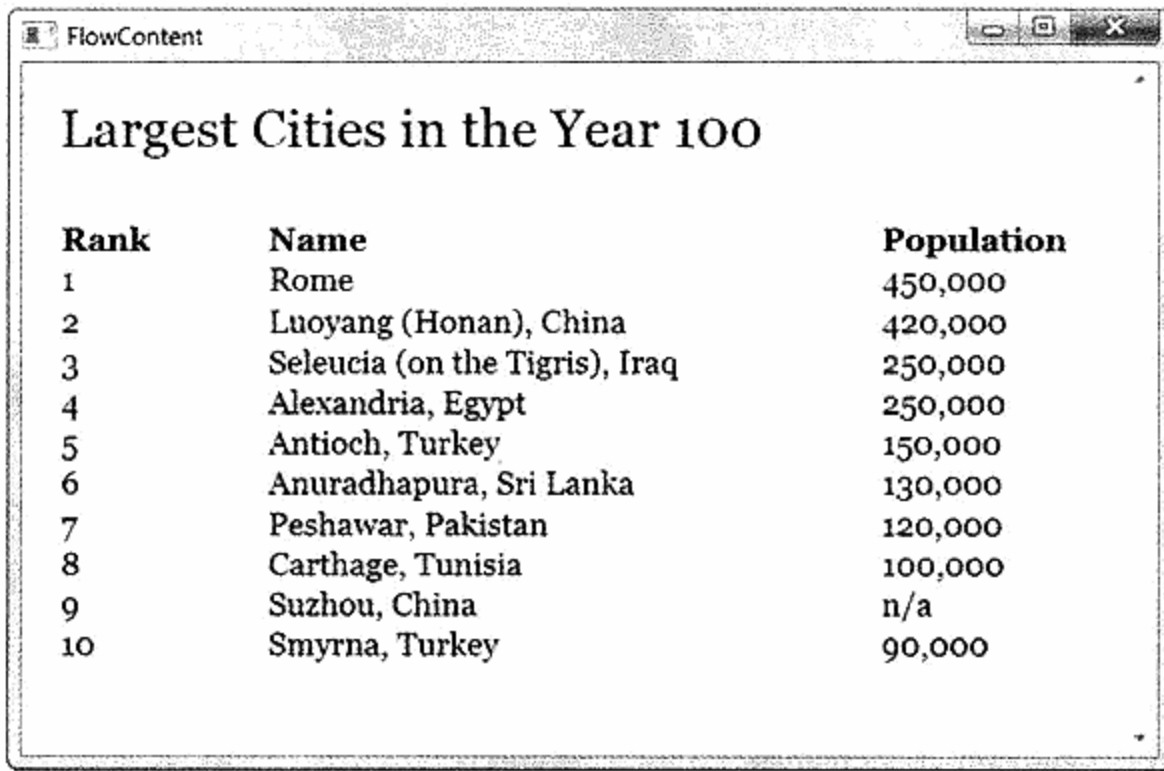 FlowContent
Largest Cities in the Year 100
Rank Name Population
1 Rome 450,000
2 Luoyang (Honan), China 420,000
3 Seleucia (on the Tigris), Iraq 250,000
4 Alexandria, Egypt 250,000
5 Antioch, Turkey 150,000
6 Anuradhapura, Sri Lanka 130,000
7 Peshawar, Pakistan 120,000
8 Carthage, Tunisia 100,000
9 Suzhou, China n/a
10 Smyrna, Turkey 90,000